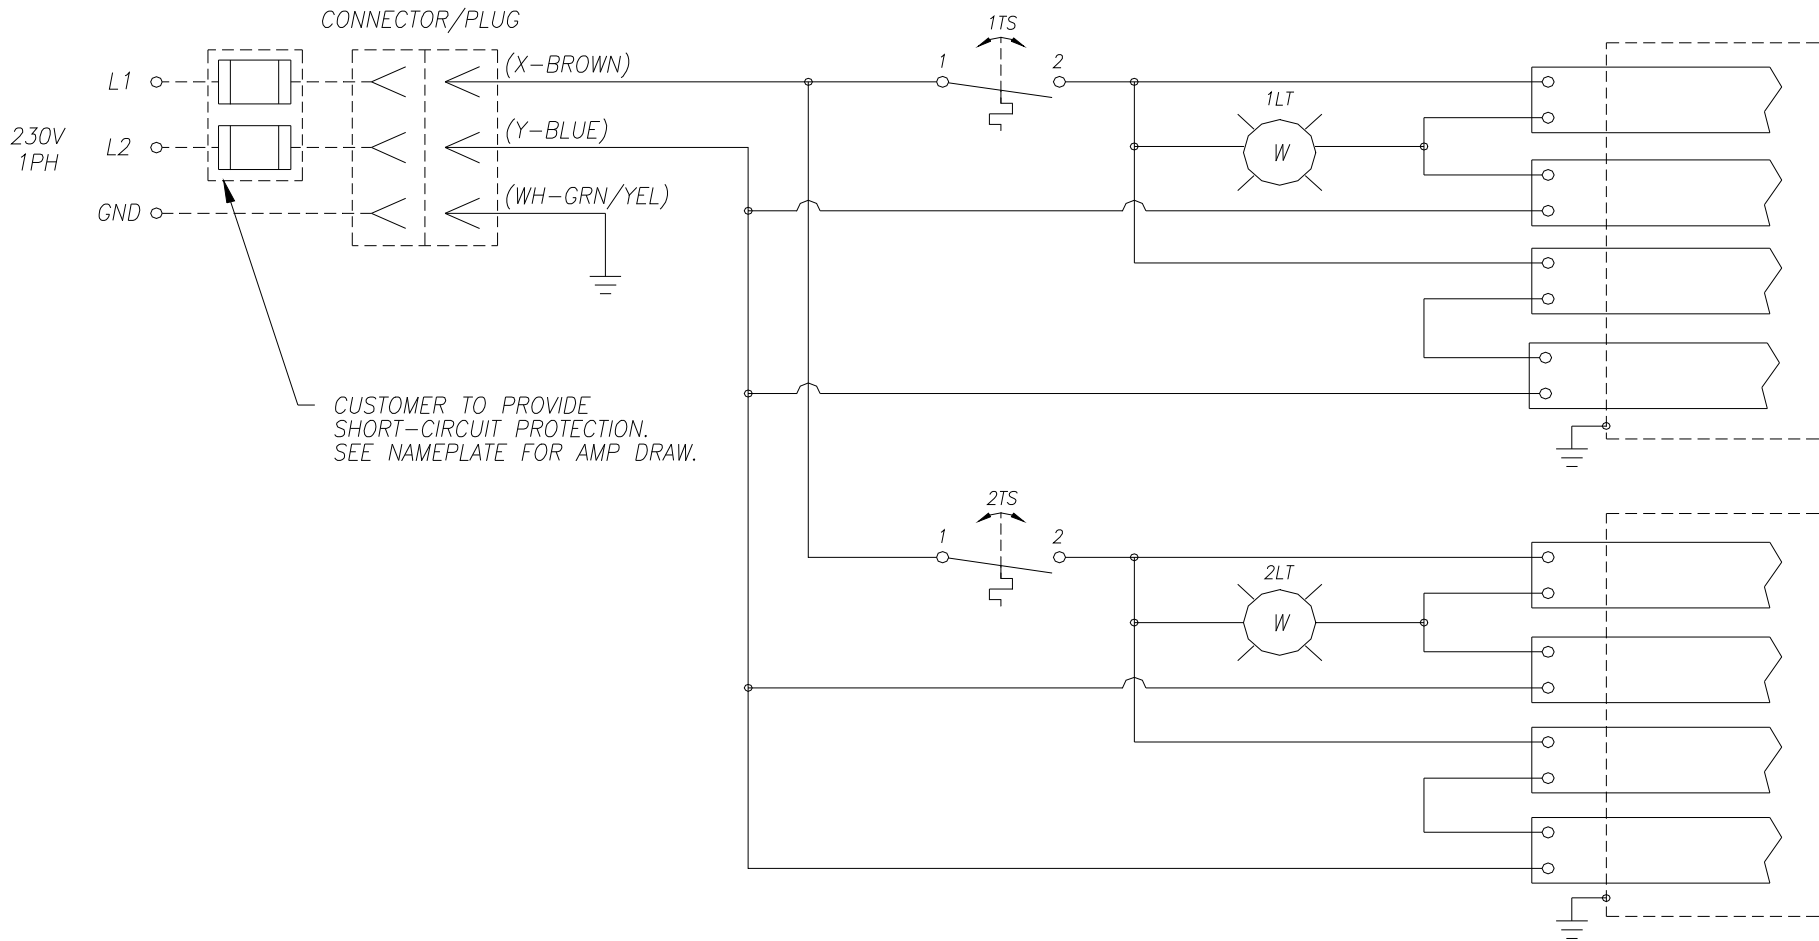 CONNECTOR/PLUG
L1
(X-BROWN)
230V
1PH
L2
(Y-BLUE)
GND
(WH-GRN/YEL)
CUSTOMER TO PROVIDE
SHORT-CIRCUIT PROTECTION.
SEE NAMEPLATE FOR AMP DRAW.
1TS
1
2
1LT
W
2TS
1
2
2LT
W